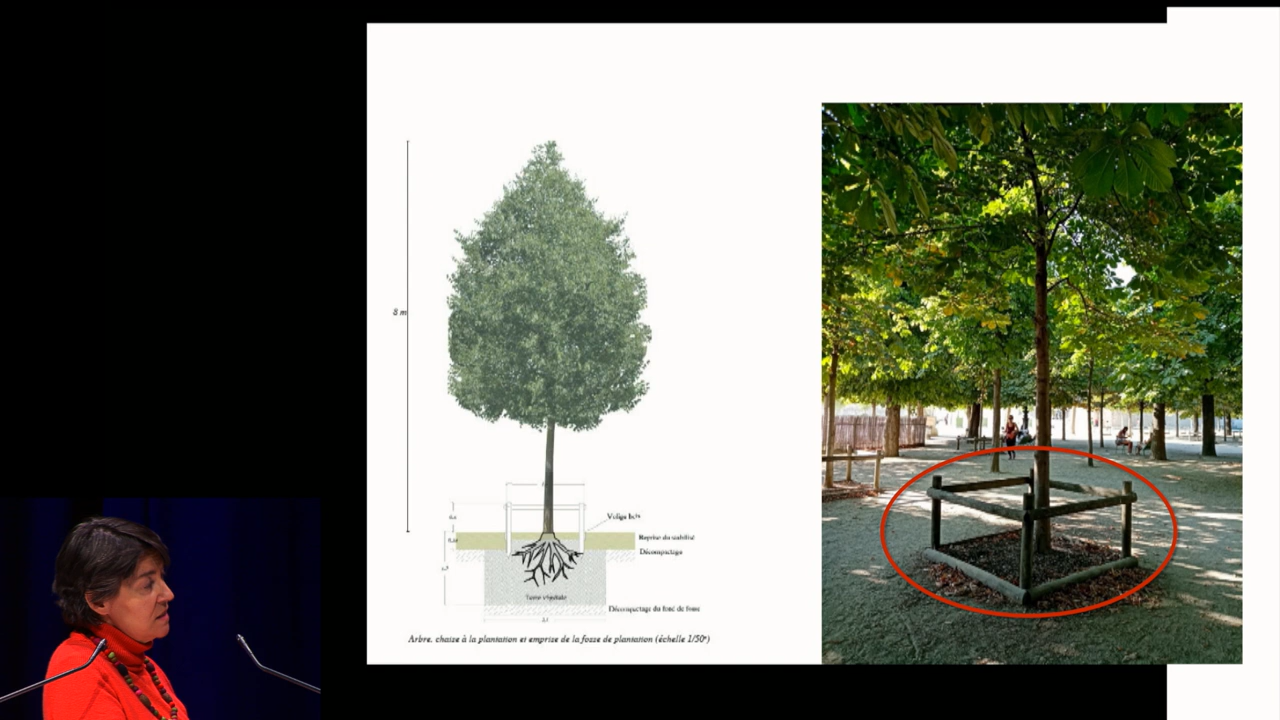 8 m
Volige bois
Reprise du stabilisé
Décompactage
Terre végétale
Décompactage du fond de fosse
Arbre, chaise à la plantation et emprise de la fosse de plantation (échelle 1/50e)